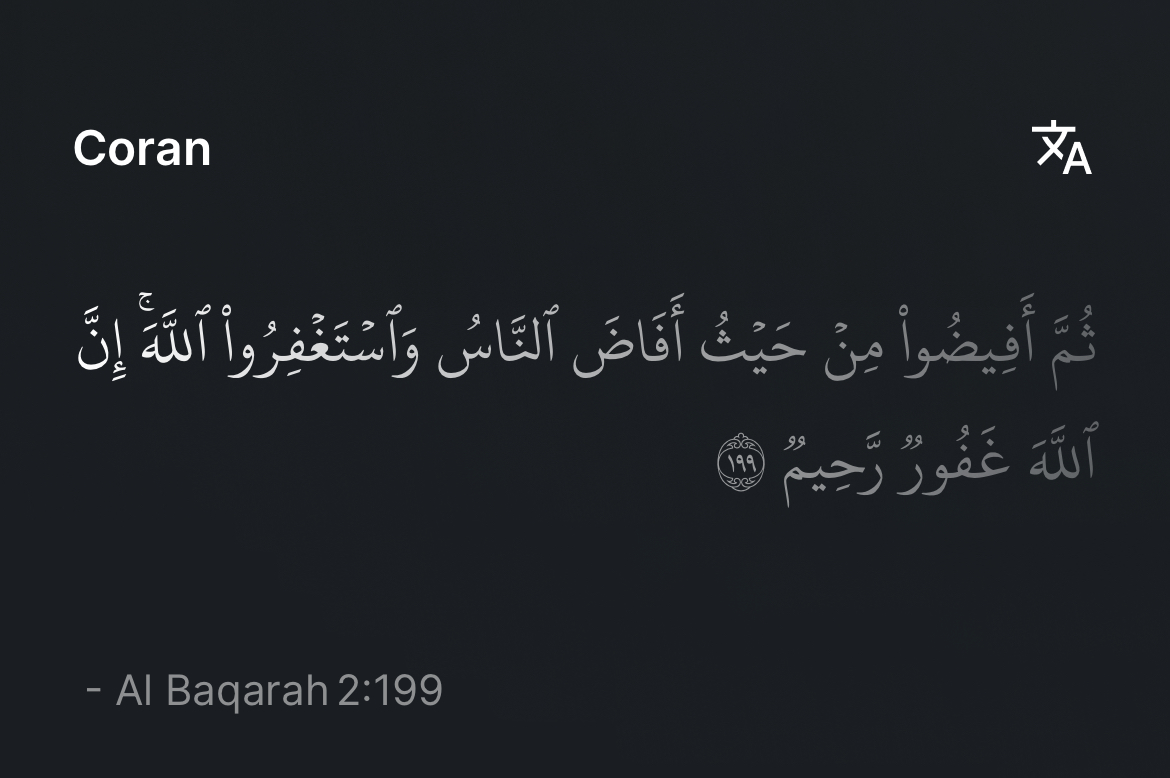 Coran
ثُمَّ أَفِيضُوا۟ مِنْ حَيْثُ أَفَاضَ ٱلنَّاسُ وَٱسْتَغْفِرُوا۟ ٱللَّهَ ۚ إِنَّ
ٱللَّهَ غَفُورٌ رَّحِيمٌ ١٩٩
- Al Baqarah 2:199